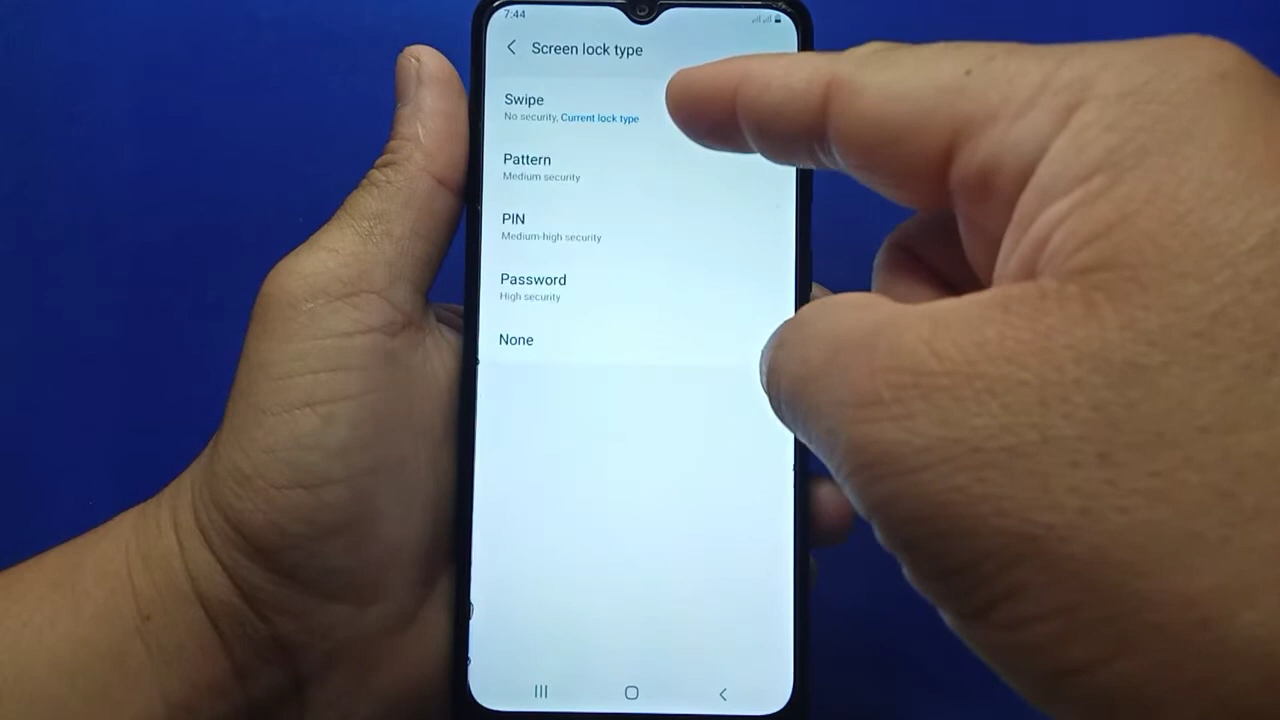 7:44
Screen lock type
Swipe
No security, Current lock type
Pattern
Medium security
PIN
Medium-high security
Password
High security
None